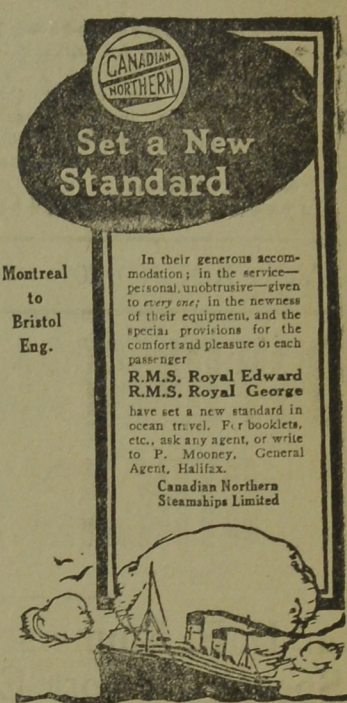 CANADIAN
NORTHERN
Set a New
Standard
Montreal
to
Bristol
Eng.
In their generous accom-
modation; in the service—
personal, unobtrusive—given
to every one; in the newness
of their equipment, and the
special provisions for the
comfort and pleasure of each
passenger
R.M.S. Royal Edward
R.M.S. Royal George
have set a new standard in
ocean travel. For booklets,
etc., ask any agent, or write
to P. Mooney, General
Agent, Halifax.
Canadian Northern
Steamships Limited